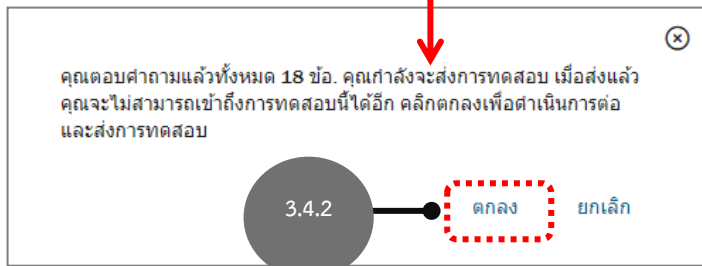 คุณตอบคำถามแล้วทั้งหมด 18 ข้อ. คุณกำลังจะส่งการทดสอบ เมื่อส่งแล้ว
คุณจะไม่สามารถเข้าถึงการทดสอบนี้ได้อีก คลิกตกลงเพื่อดำเนินการต่อ
และส่งการทดสอบ
3.4.2
ตกลง
ยกเลิก